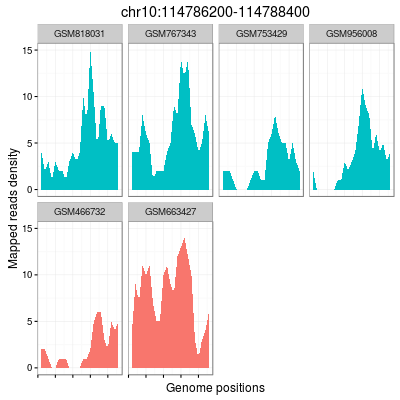 chr10:114786200-114788400
GSM818031 GSM767343 GSM753429 GSM956008
15
10
5
0
GSM466732 GSM663427
15
10
5
0
Mapped reads density
Genome positions